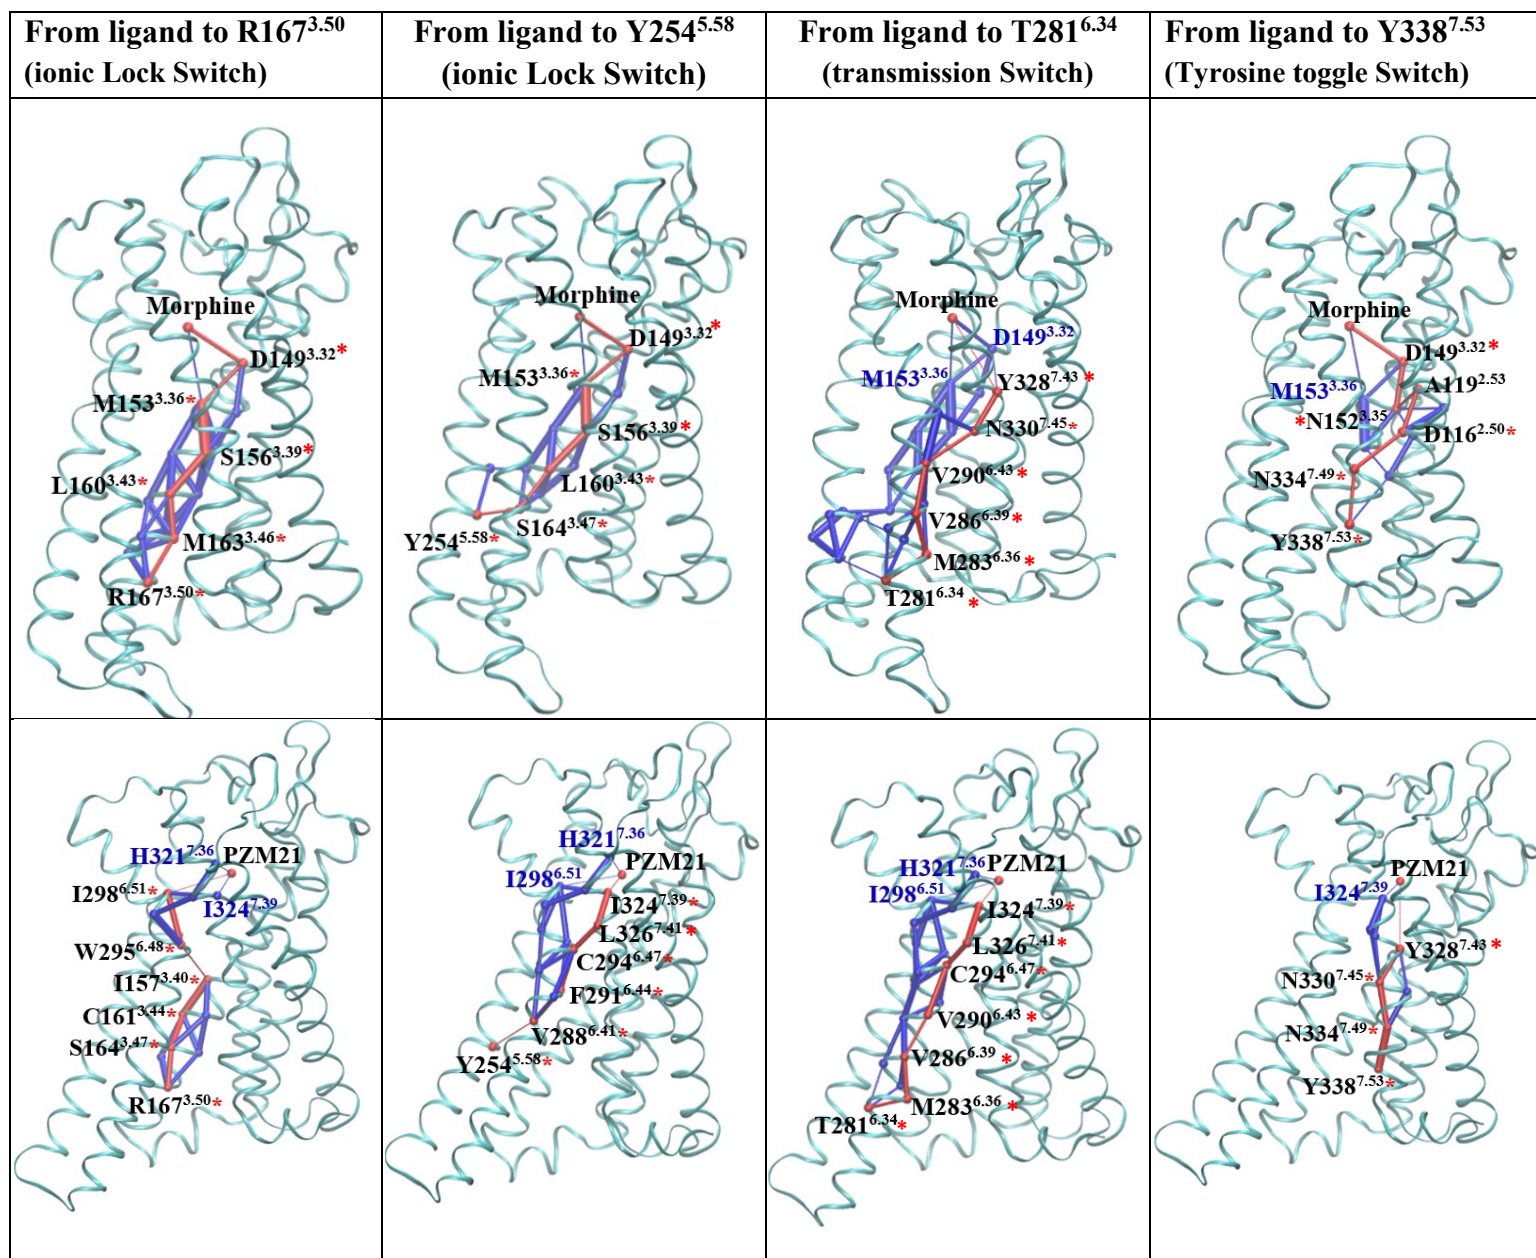 From ligand to R167^3.50
(ionic Lock Switch)
From ligand to Y254^5.58
(ionic Lock Switch)
From ligand to T281^6.34
(transmission Switch)
From ligand to Y338^7.53
(Tyrosine toggle Switch)
Morphine
D149^3.32*
M153^3.36*
S156^3.39*
L160^3.43*
M163^3.46*
R167^3.50*
Morphine
D149^3.32*
M153^3.36*
S156^3.39*
L160^3.43*
S164^3.47*
Y254^5.58*
Morphine
D149^3.32
M153^3.36
Y328^7.43 *
N330^7.45*
V290^6.43 *
V286^6.39*
M283^6.36 *
T281^6.34 *
Morphine
D149^3.32*
A119^2.53
M153^3.36
*N152^3.35
D116^2.50*
N334^7.49*
Y338^7.53*
H321^7.36
PZM21
I298^6.51*
I324^7.39
W295^6.48*
I157^3.40*
C161^3.44*
S164^3.47*
R167^3.50*
H321^7.36
PZM21
I298^6.51
I324^7.39*
L326^7.41*
C294^6.47*
F291^6.44*
V288^6.41*
Y254^5.58*
H321^7.36
PZM21
I298^6.51
I324^7.39*
L326^7.41*
C294^6.47*
V290^6.43 *
V286^6.39 *
M283^6.36 *
T281^6.34*
PZM21
I324^7.39
Y328^7.43 *
N330^7.45*
N334^7.49*
Y338^7.53*